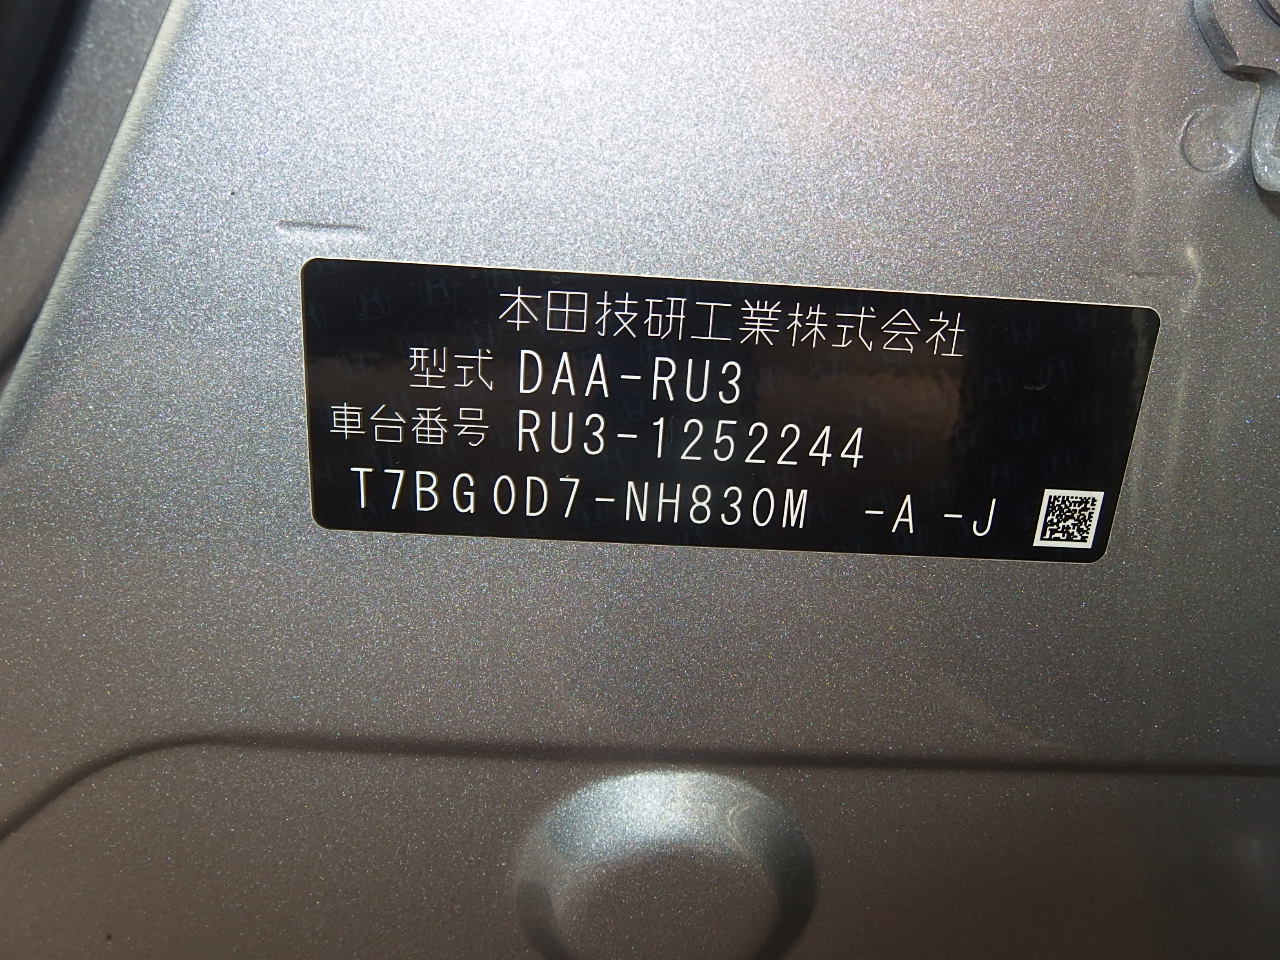 本田技研工業株式会社
型式 DAA-RU3
車台番号 RU3-1252244
T7BG0D7-NH830M -A -J